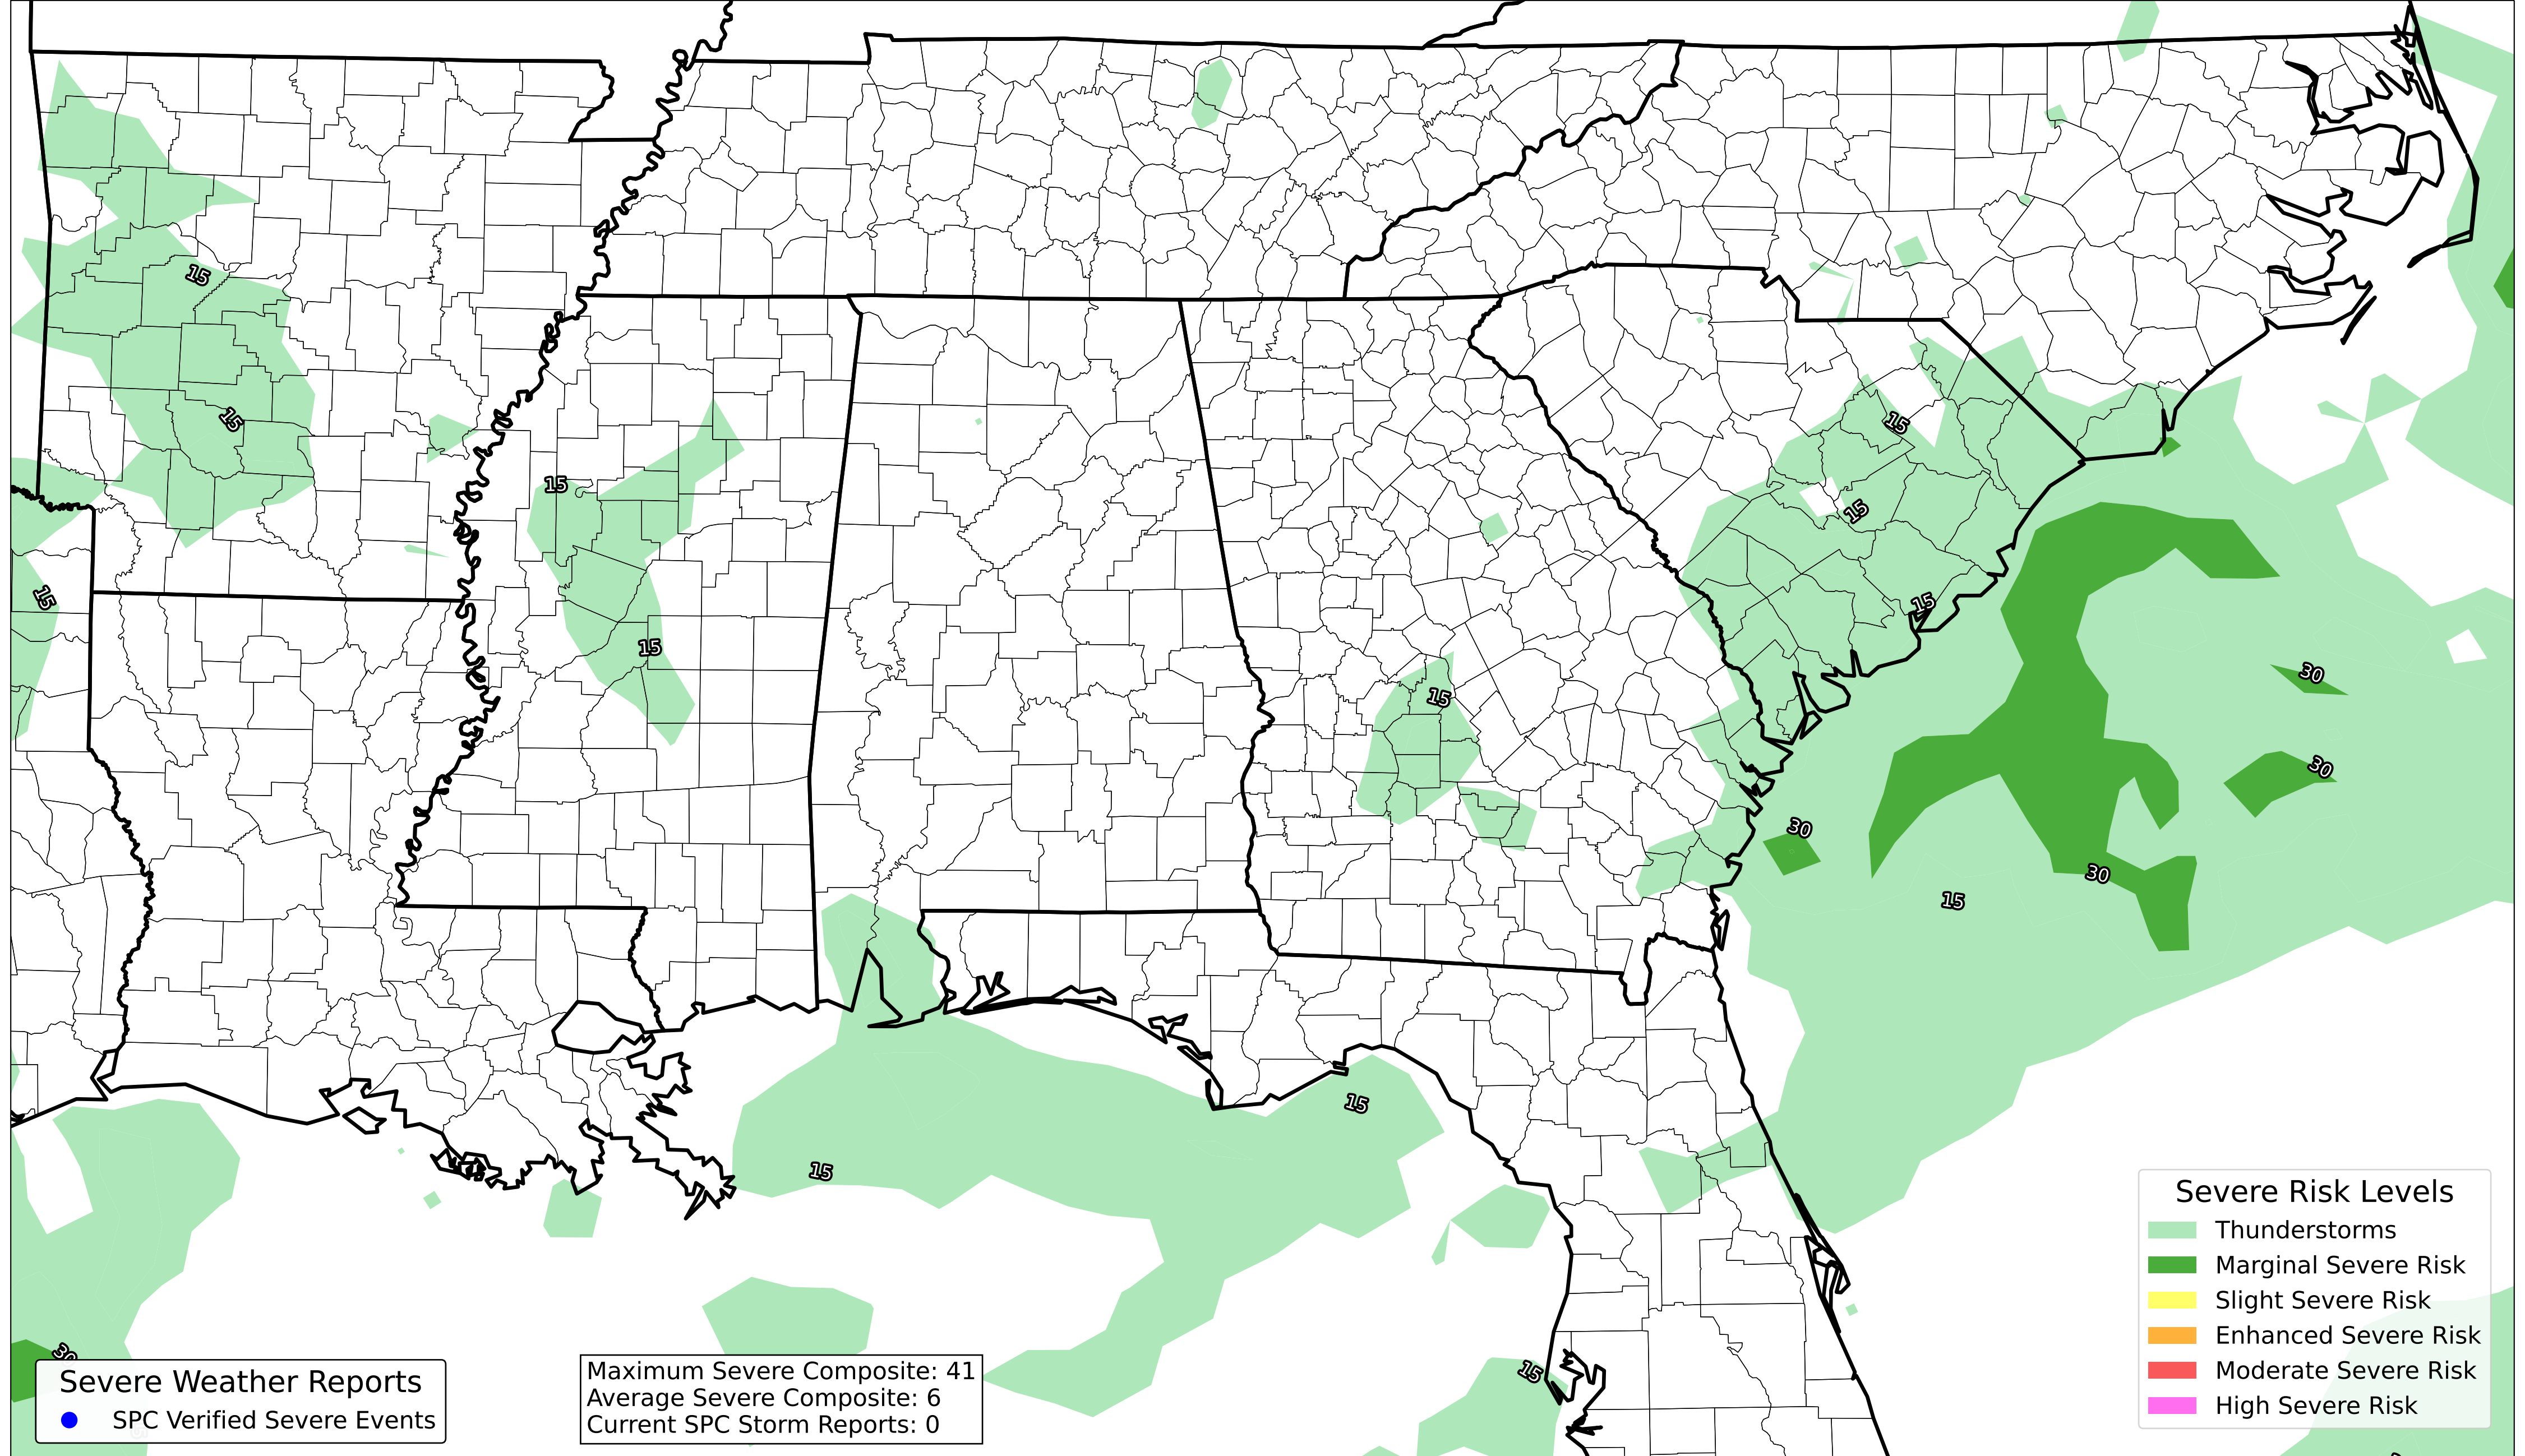 15
15
15
15
15
15
15
15
15
15
30
30
30
30
15
15
15
15
30
Severe Weather Reports
SPC Verified Severe Events
Maximum Severe Composite: 41
Average Severe Composite: 6
Current SPC Storm Reports: 0
Severe Risk Levels
Thunderstorms
Marginal Severe Risk
Slight Severe Risk
Enhanced Severe Risk
Moderate Severe Risk
High Severe Risk